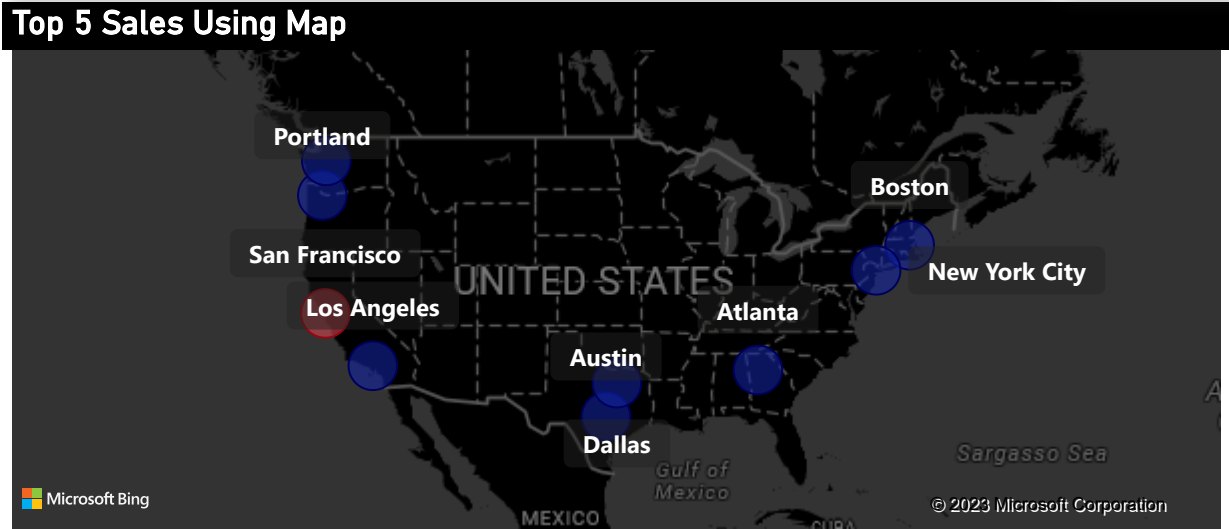 Top 5 Sales Using Map
Portland
Boston
San Francisco
New York City
UNITED STATES
Los Angeles
Atlanta
Austin
Dallas
Sargasso Sea
Gulf of
Mexico
Microsoft Bing
© 2023 Microsoft Corporation
MEXICO
CUBA